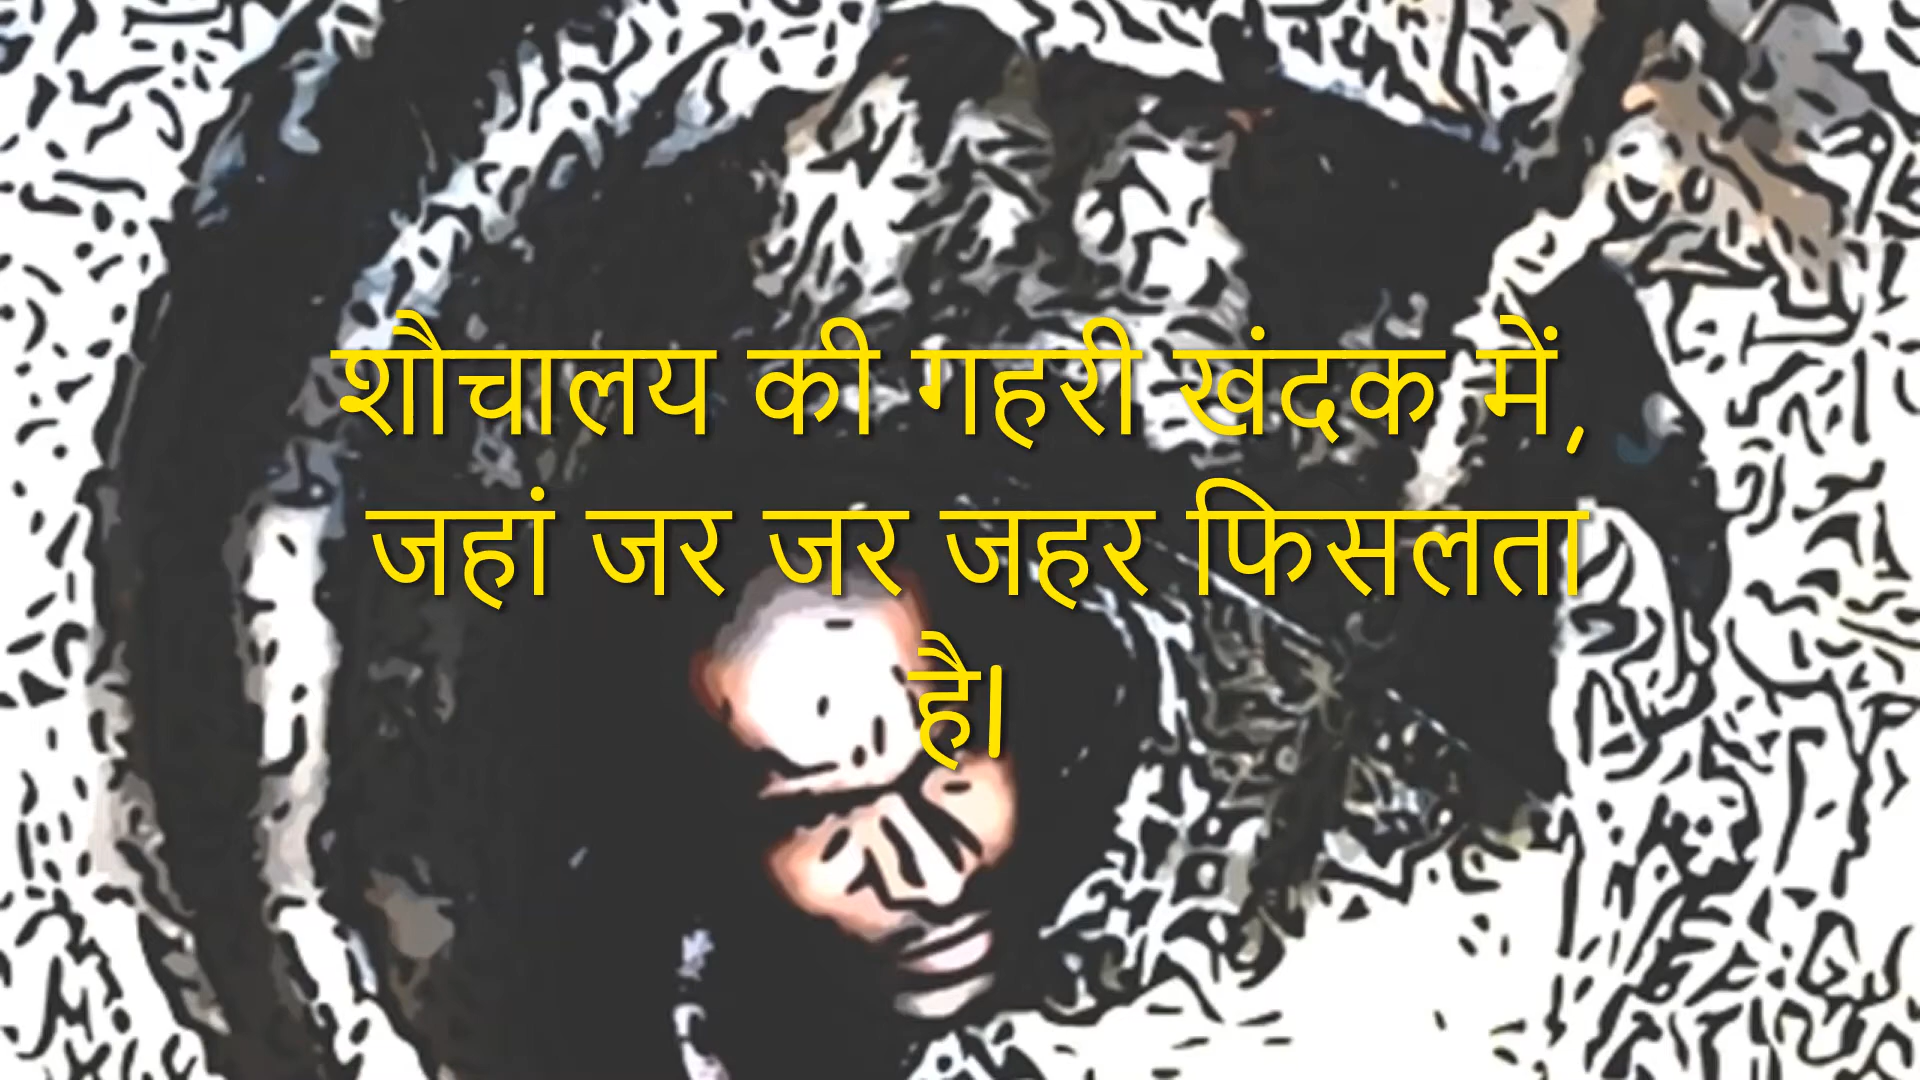 शौचालय की गहरी खंदक में,
जहां जर जर जहर फिसलता
है।